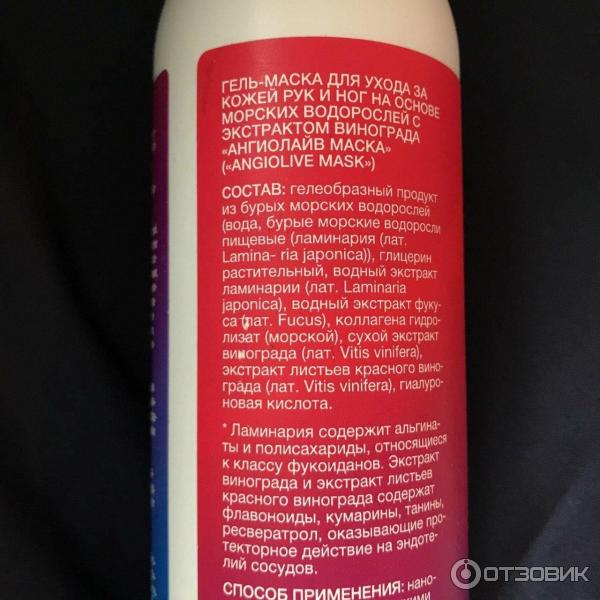 ГЕЛЬ-МАСКА ДЛЯ УХОДА ЗА
КОЖЕЙ РУК И НОГ НА ОСНОВЕ
МОРСКИХ ВОДОРОСЛЕЙ С
ЭКСТРАКТОМ ВИНОГРАДА
«АНГИОЛАЙВ МАСКА»
(«ANGIOLIVE MASK»)
СОСТАВ: гелеобразный продукт
из бурых морских водорослей
(вода, бурые морские водоросли
пищевые (ламинария (лат.
Lamina- ria japonica)), глицерин
растительный, водный экстракт
ламинарии (лат. Laminaria
japonica), водный экстракт фуку-
са (лат. Fucus), коллагена гидро-
лизат (морской), сухой экстракт
винограда (лат. Vitis vinifera),
экстракт листьев красного вино-
града (лат. Vitis vinifera), гиалуро-
новая кислота.
* Ламинария содержит альгина-
ты и полисахариды, относящиеся
к классу фукоиданов. Экстракт
винограда и экстракт листьев
красного винограда содержат
флавоноиды, кумарины, танины,
ресвератрол, оказывающие про-
текторное действие на эндоте-
лий сосудов.
СПОСОБ ПРИМЕНЕНИЯ: нано-
ОТЗОВИК